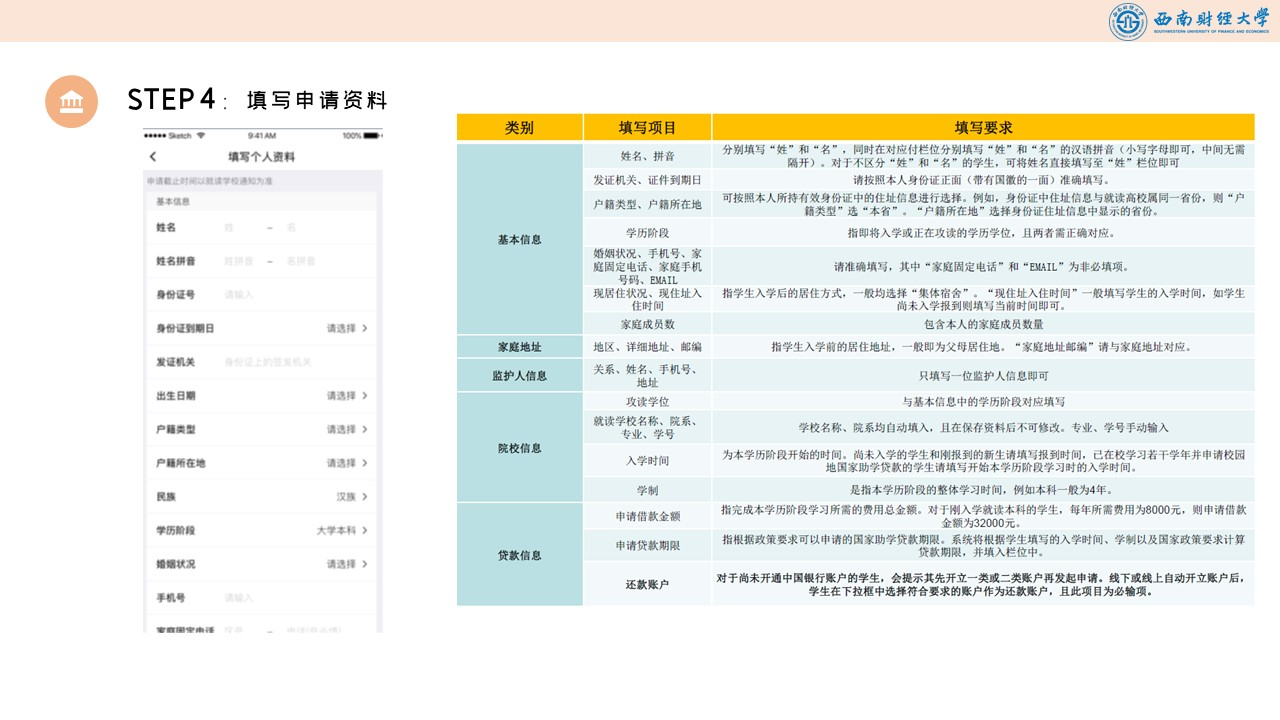 西南财经大学
SOUTHWESTERN UNIVERSITY OF FINANCE AND ECONOMICS
STEP 4：填写申请资料
Sketch 9:41 AM 100%
填写个人资料
申请截止时间以就读学校通知为准
基本信息
姓名 姓 – 名
姓名拼音 姓拼音 – 名拼音
身份证号 请输入
身份证到期日 请选择
发证机关 身份证上的签发机关
出生日期 请选择
户籍类型 请选择
户籍所在地 请选择
民族 汉族
学历阶段 大学本科
婚姻状况 请选择
手机号 请输入
家庭固定电话 区号 –
类别 填写项目 填写要求
基本信息
姓名、拼音
分别填写“姓”和“名”，同时在对应付栏位分别填写“姓”和“名”的汉语拼音（小写字母即可，中间无需
隔开）。对于不区分“姓”和“名”的学生，可将姓名直接填写至“姓”栏位即可
发证机关、证件到期日
请按照本人身份证正面（带有国徽的一面）准确填写。
户籍类型、户籍所在地
可按照本人所持有效身份证中的住址信息进行选择。例如，身份证中住址信息与就读高校属同一省份，则“户
籍类型”选“本省”。“户籍所在地”选择身份证住址信息中显示的省份。
学历阶段
指即将入学或正在攻读的学历学位，且两者需正确对应。
婚姻状况、手机号、家
庭固定电话、家庭手机
号码、EMAIL
请准确填写，其中“家庭固定电话”和“EMAIL”为非必填项。
现居住状况、现住址入
住时间
指学生入学后的居住方式，一般均选择“集体宿舍”。“现住址入住时间”一般填写学生的入学时间，如学生
尚未入学报到则填写当前时间即可。
家庭成员数
包含本人的家庭成员数量
家庭地址
地区、详细地址、邮编
指学生入学前的居住地址，一般即为父母居住地。“家庭地址邮编”请与家庭地址对应。
监护人信息
关系、姓名、手机号、
地址
只填写一位监护人信息即可
院校信息
攻读学位
与基本信息中的学历阶段对应填写
就读学校名称、院系、
专业、学号
学校名称、院系均自动填入，且在保存资料后不可修改。专业、学号手动输入
入学时间
为本学历阶段开始的时间。尚未入学的学生和刚报到的新生请填写报到时间，已在校学习若干学年并申请校园
地国家助学贷款的学生请填写开始本学历阶段学习时的入学时间。
学制
是指本学历阶段的整体学习时间，例如本科一般为4年。
贷款信息
申请借款金额
指完成本学历阶段学习所需的费用总金额。对于刚入学就读本科的学生，每年所需费用为8000元，则申请借款
金额为32000元。
申请贷款期限
指根据政策要求可以申请的国家助学贷款期限。系统将根据学生填写的入学时间、学制以及国家政策要求计算
贷款期限，并填入栏位中。
还款账户
对于尚未开通中国银行账户的学生，会提示其先开立一类或二类账户再发起申请。线下或线上自动开立账户后，
学生在下拉框中选择符合要求的账户作为还款账户，且此项目为必输项。